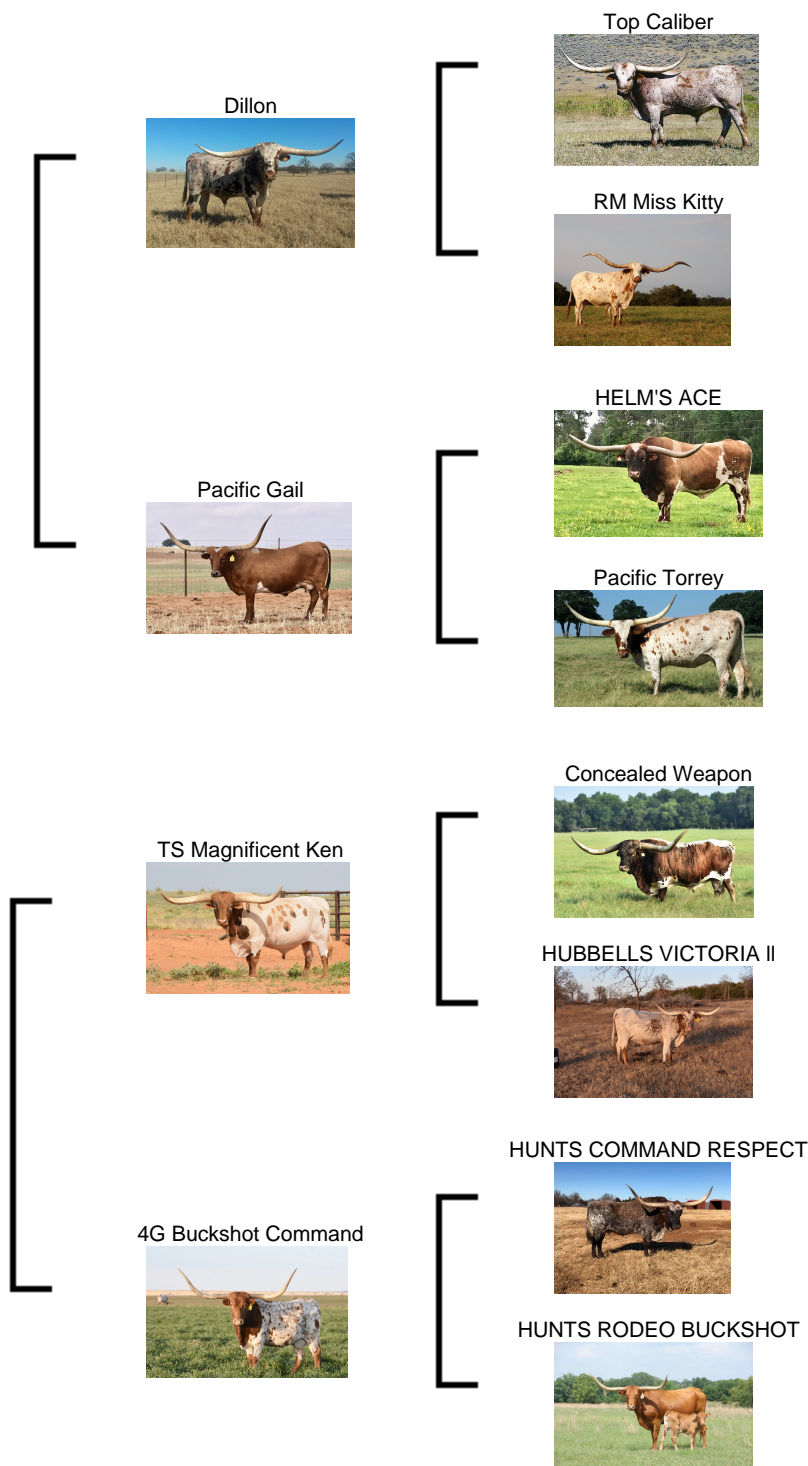 Top Caliber
Dillon
RM Miss Kitty
HELM'S ACE
Pacific Gail
Pacific Torrey
Concealed Weapon
TS Magnificent Ken
HUBBELLS VICTORIA II
HUNTS COMMAND RESPECT
4G Buckshot Command
HUNTS RODEO BUCKSHOT